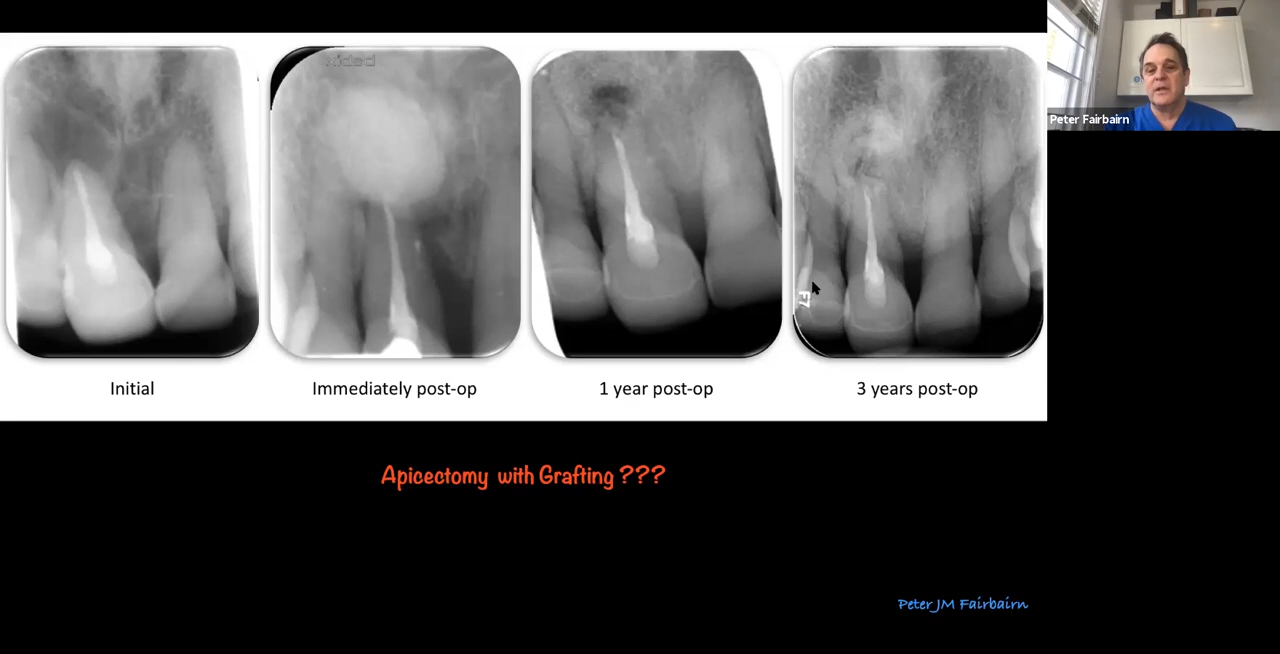 Peter Fairbairn
Initial
Immediately post-op
1 year post-op
3 years post-op
Apicectomy with Grafting ???
Peter JM Fairbairn